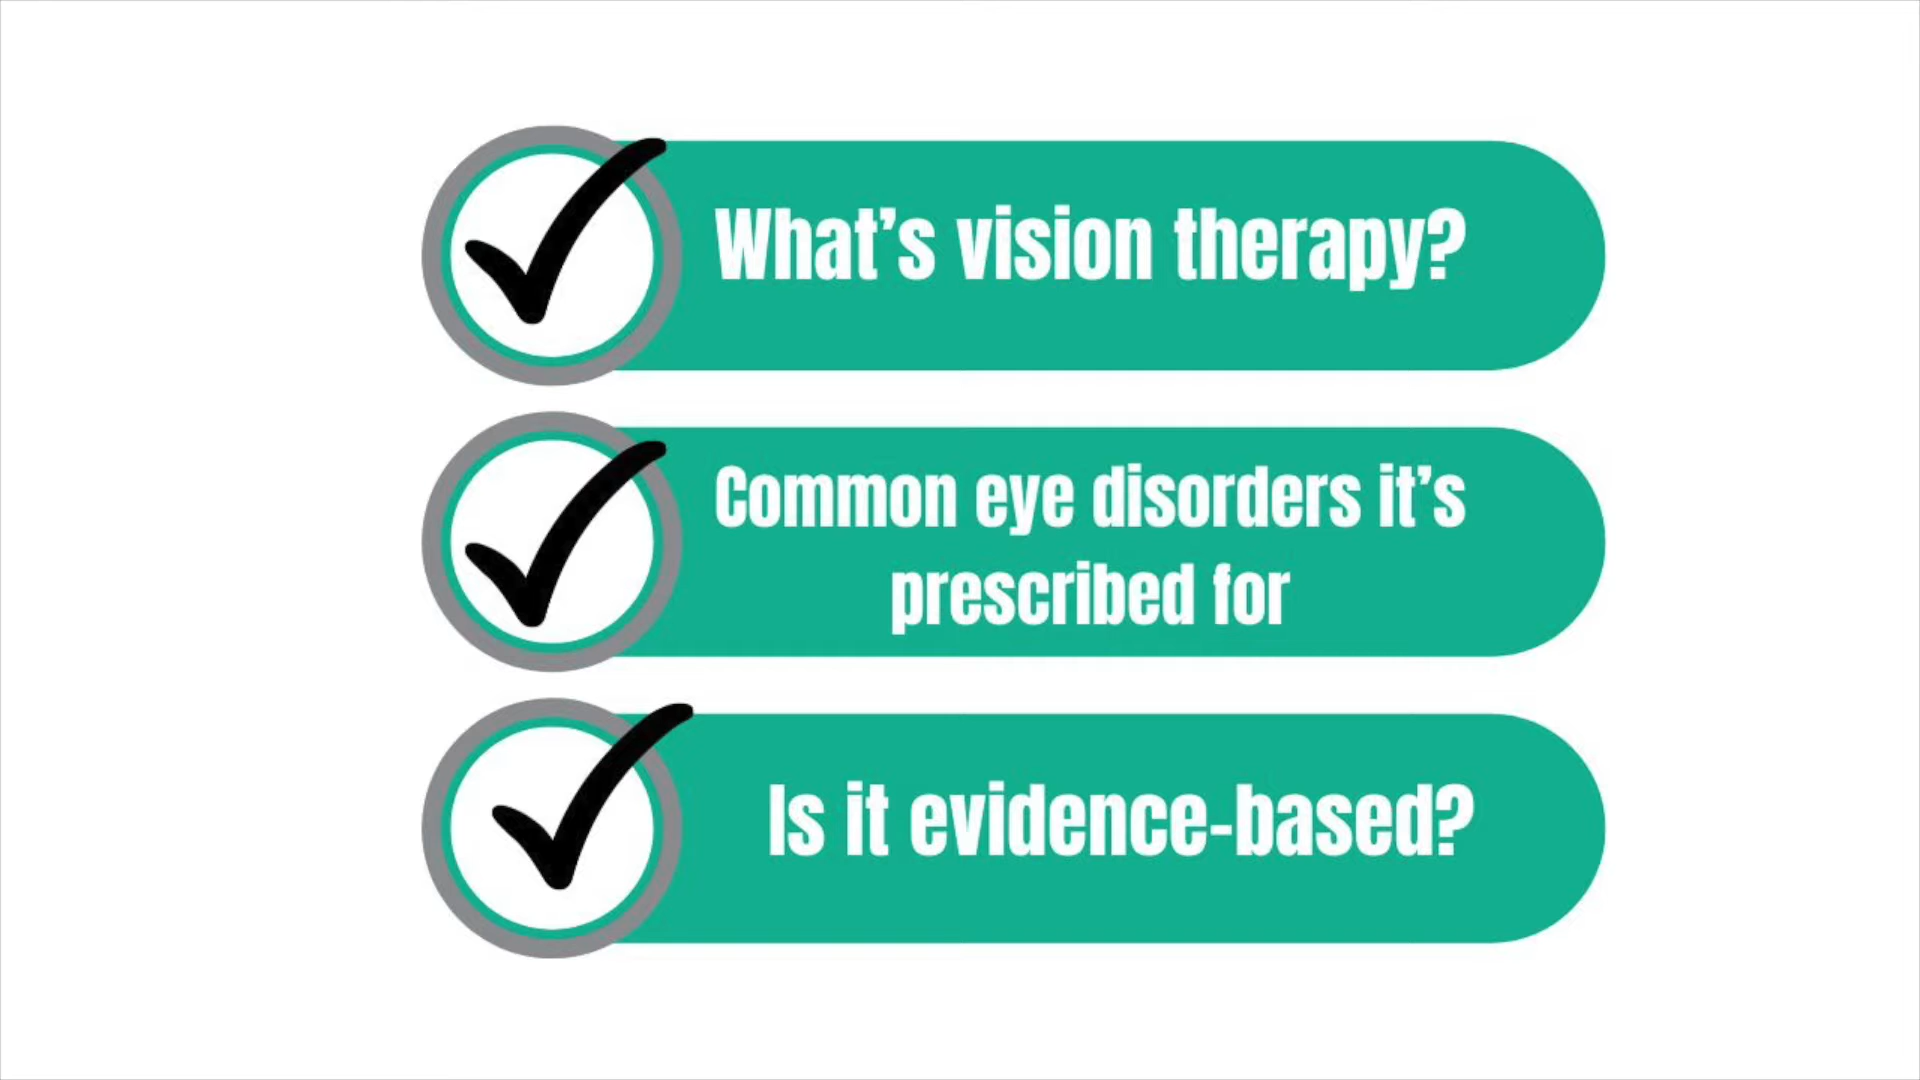 What’s vision therapy?
Common eye disorders it’s
prescribed for
Is it evidence-based?